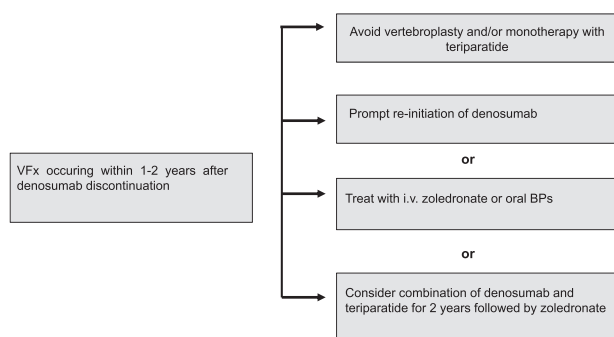 Avoid vertebroplasty and/or monotherapy with
teriparatide
Prompt re-initiation of denosumab
or
VFx occuring within 1-2 years after
denosumab discontinuation
Treat with i.v. zoledronate or oral BPs
or
Consider combination of denosumab and
teriparatide for 2 years followed by zoledronate